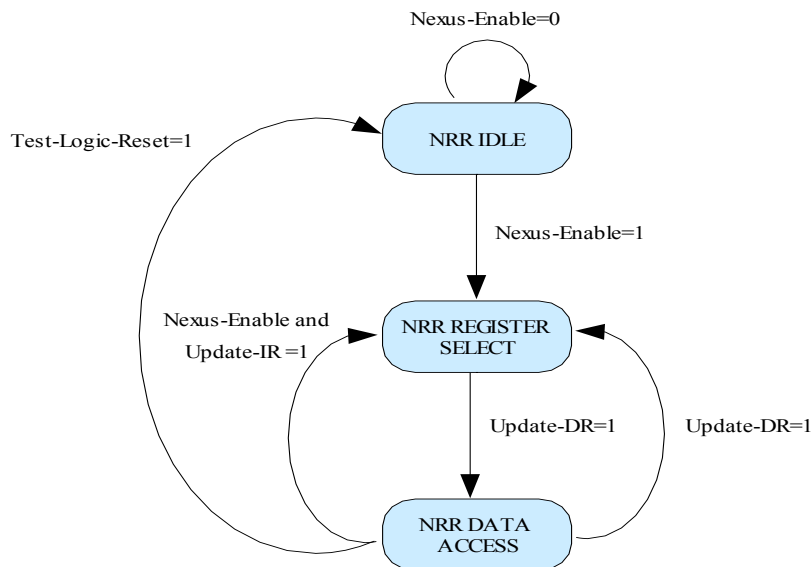 Nexus-Enable=0
Test-Logic-Reset=1
NRR IDLE
Nexus-Enable=1
Nexus-Enable and
Update-IR=1
NRR REGISTER
SELECT
Update-DR=1
Update-DR=1
NRR DATA
ACCESS